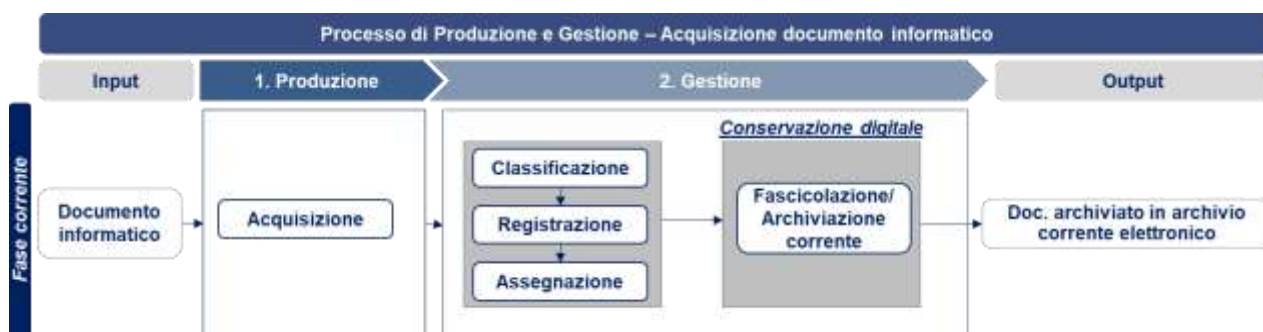 Processo di Produzione e Gestione – Acquisizione documento informatico
Input
1. Produzione
2. Gestione
Output
Fase corrente
Documento
informatico
Acquisizione
Classificazione
Registrazione
Assegnazione
Conservazione digitale
Fascicolazione/
Archiviazione
corrente
Doc. archiviato in archivio
corrente elettronico